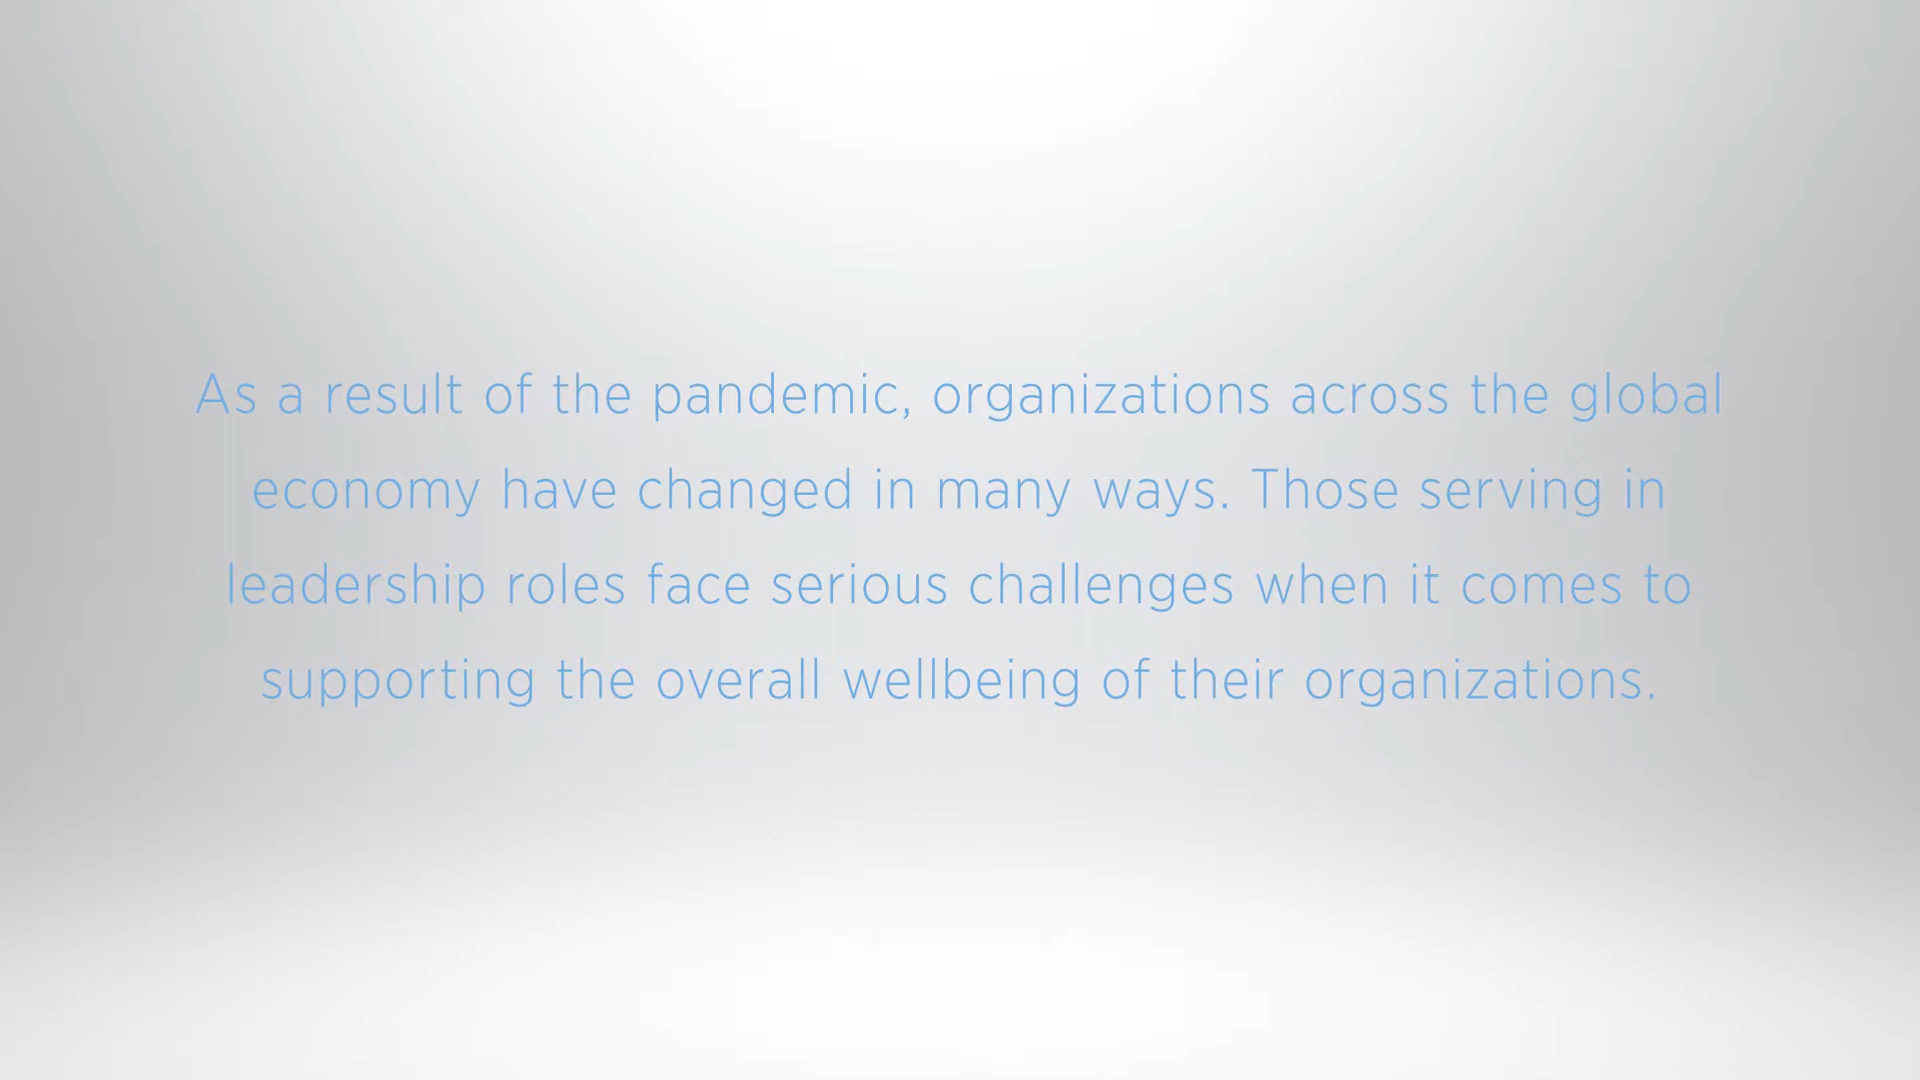 As a result of the pandemic, organizations across the global
economy have changed in many ways. Those serving in
leadership roles face serious challenges when it comes to
supporting the overall wellbeing of their organizations.